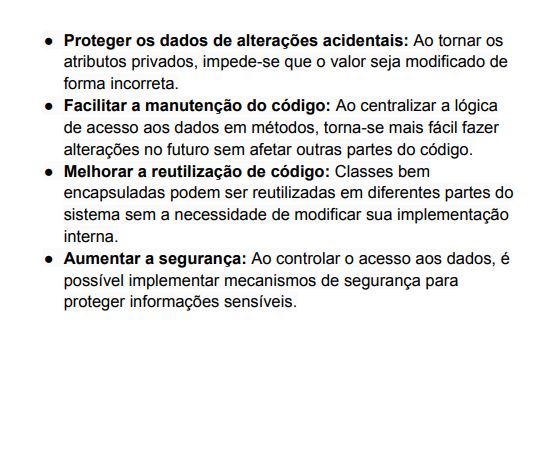 ● Proteger os dados de alterações acidentais: Ao tornar os
atributos privados, impede-se que o valor seja modificado de
forma incorreta.
● Facilitar a manutenção do código: Ao centralizar a lógica
de acesso aos dados em métodos, torna-se mais fácil fazer
alterações no futuro sem afetar outras partes do código.
● Melhorar a reutilização de código: Classes bem
encapsuladas podem ser reutilizadas em diferentes partes do
sistema sem a necessidade de modificar sua implementação
interna.
● Aumentar a segurança: Ao controlar o acesso aos dados, é
possível implementar mecanismos de segurança para
proteger informações sensíveis.